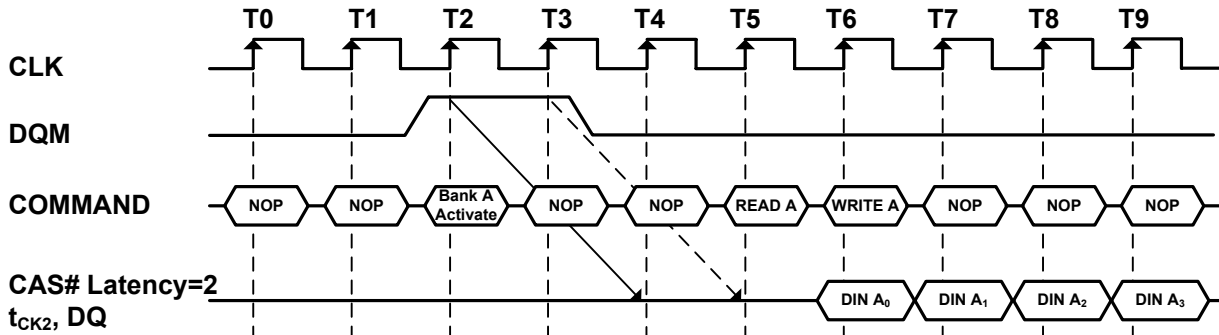 T0 T1 T2 T3 T4 T5 T6 T7 T8 T9
CLK
DQM
COMMAND NOP NOP Bank A Activate NOP NOP READ A WRITE A NOP NOP NOP
CAS# Latency=2
tCK2, DQ DIN A0 DIN A1 DIN A2 DIN A3